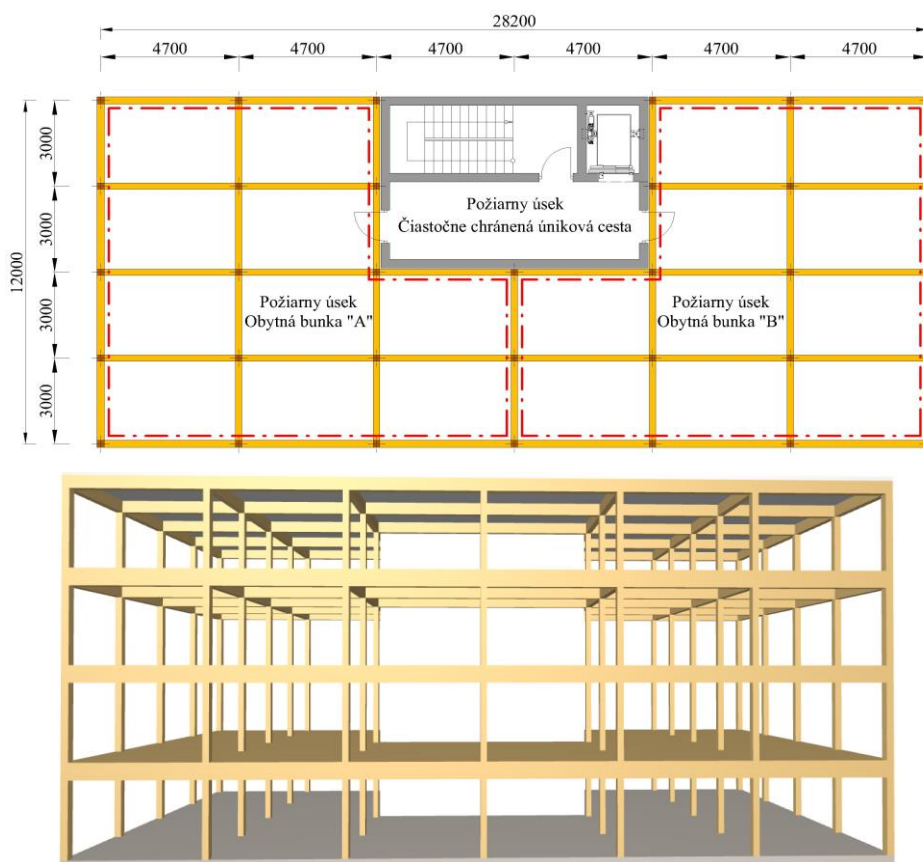 28200
4700 4700 4700 4700 4700 4700
12000
3000
3000
3000
3000
Požiarny úsek
Čiastočne chránená úniková cesta
Požiarny úsek
Obytná bunka "A"
Požiarny úsek
Obytná bunka "B"